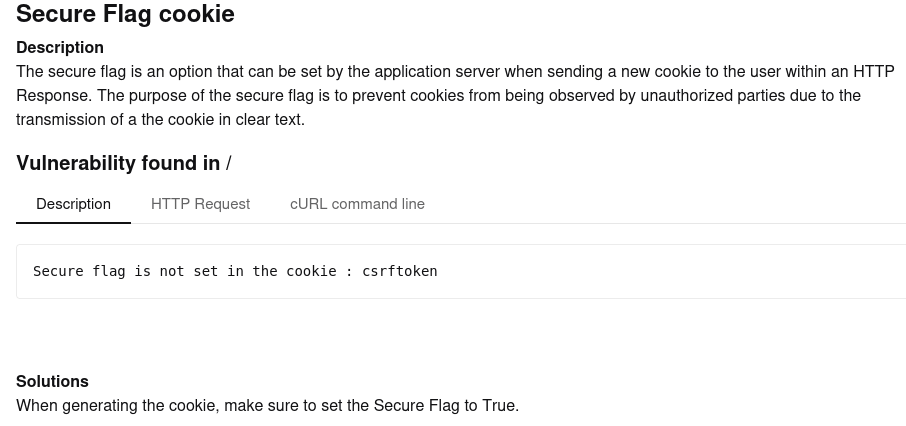 Secure Flag cookie
Description
The secure flag is an option that can be set by the application server when sending a new cookie to the user within an HTTP
Response. The purpose of the secure flag is to prevent cookies from being observed by unauthorized parties due to the
transmission of a the cookie in clear text.
Vulnerability found in /
Description HTTP Request cURL command line
Secure flag is not set in the cookie : csrftoken
Solutions
When generating the cookie, make sure to set the Secure Flag to True.